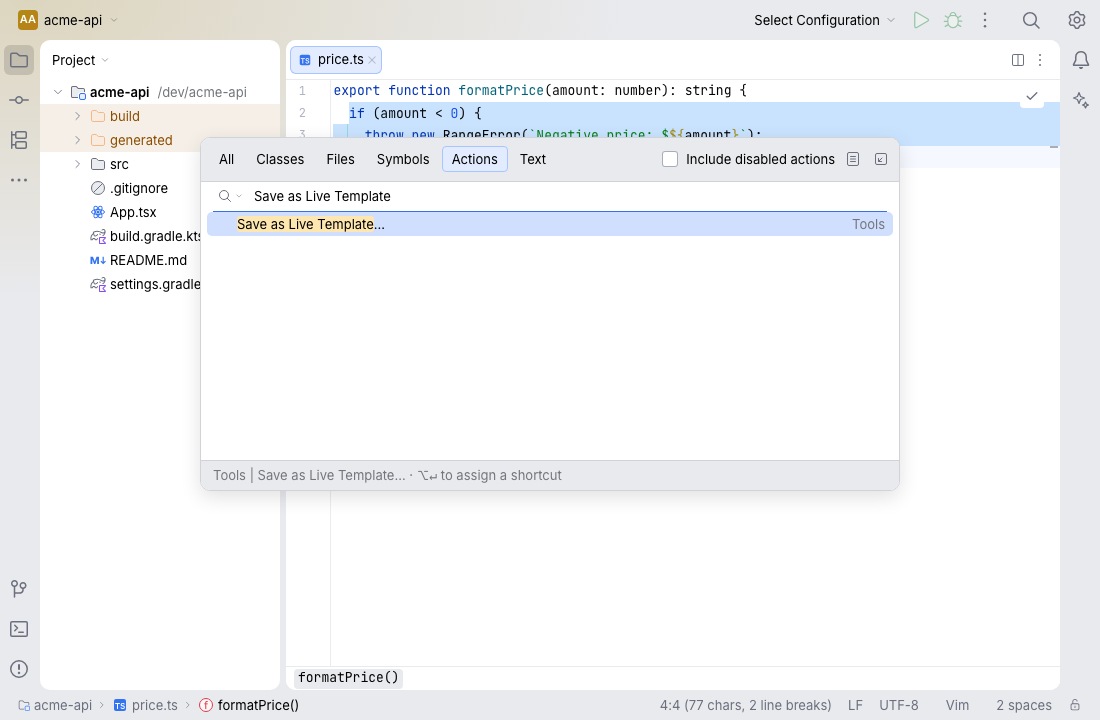 AA acme-api Select Configuration
Project
TS price.ts
acme-api /dev/acme-api
build
generated
src
.gitignore
App.tsx
build.gradle.kts
M↓ README.md
settings.gradle
1 export function formatPrice(amount: number): string {
2 if (amount < 0) {
3 throw new RangeError(`Negative price: $${amount}`);
All Classes Files Symbols Actions Text Include disabled actions
Save as Live Template
Save as Live Template... Tools
Tools | Save as Live Template... · ⌥↵ to assign a shortcut
formatPrice()
acme-api TS price.ts f formatPrice() 4:4 (77 chars, 2 line breaks) LF UTF-8 Vim 2 spaces